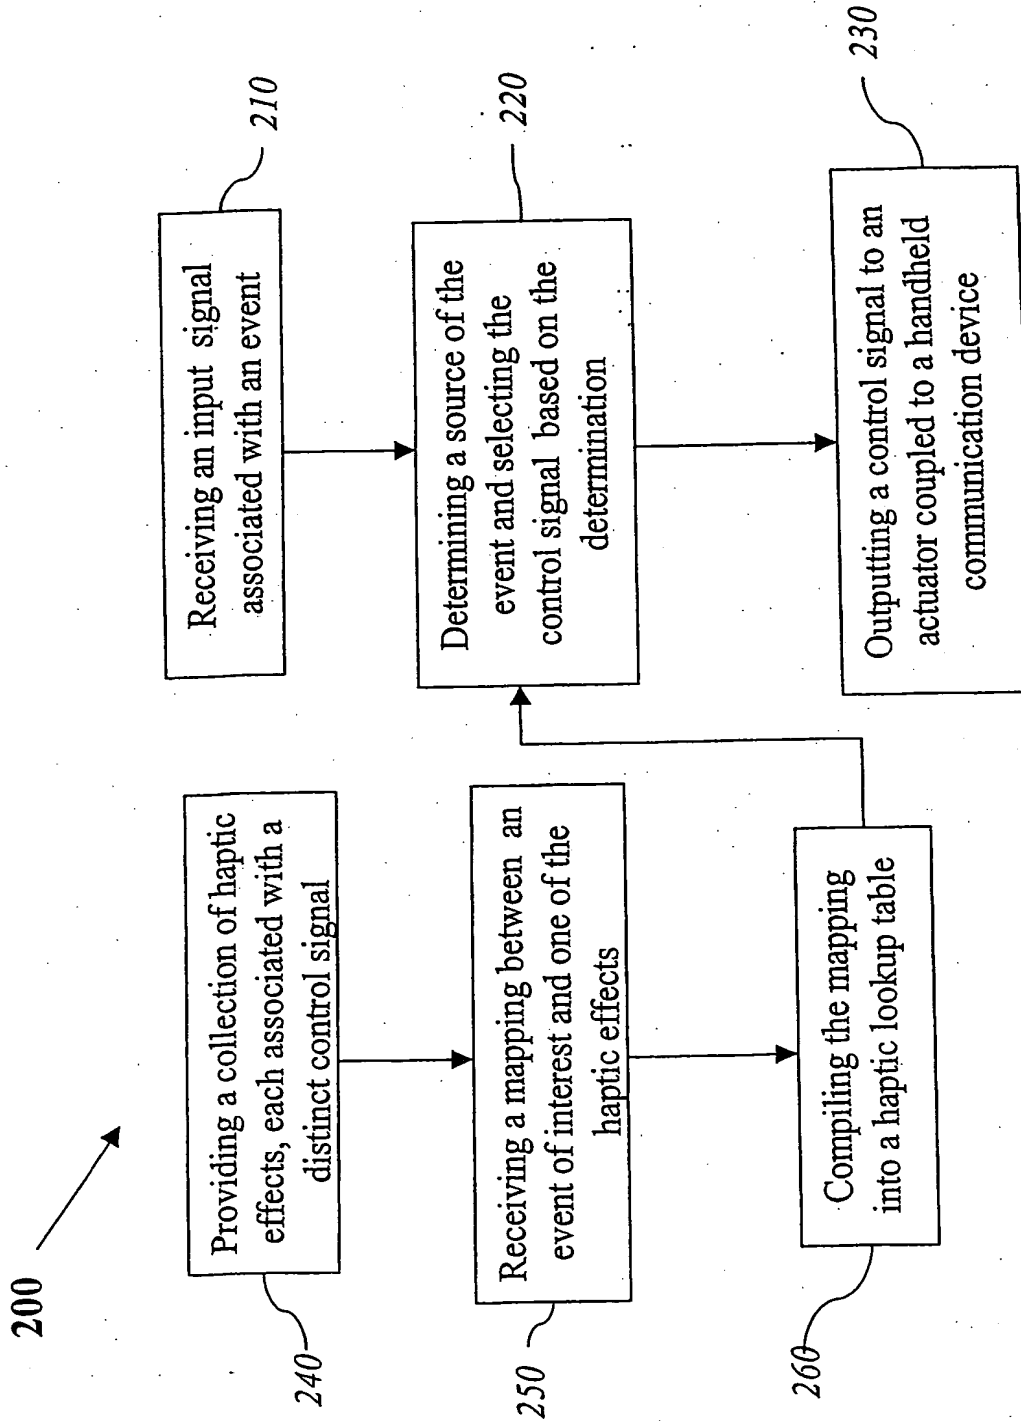 200
Providing a collection of haptic
effects, each associated with a
distinct control signal
240
Receiving a mapping between an
event of interest and one of the
haptic effects
250
Compiling the mapping
into a haptic lookup table
260
Receiving an input signal
associated with an event
210
Determining a source of the
event and selecting the
control signal based on the
determination
220
Outputting a control signal to an
actuator coupled to a handheld
communication device
230